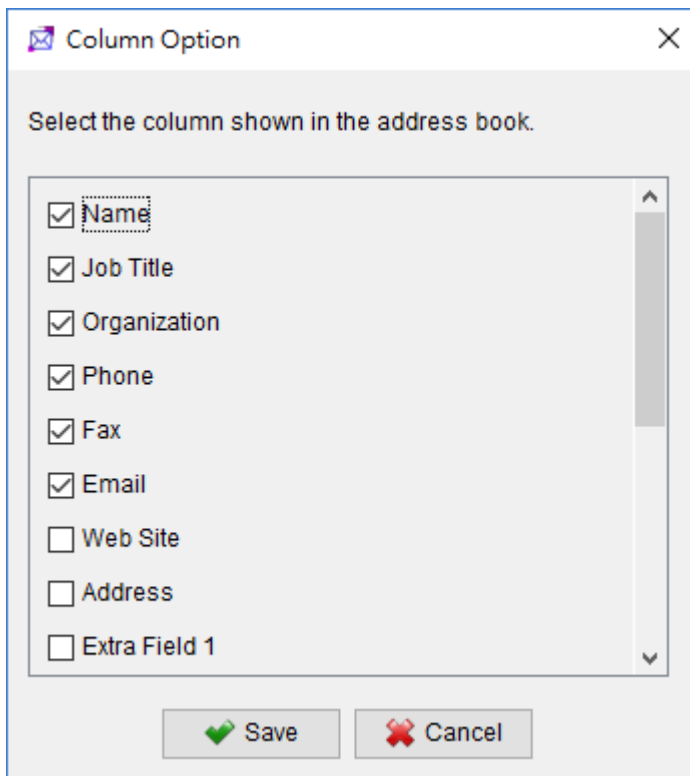 Column Option
Select the column shown in the address book.
Name
Job Title
Organization
Phone
Fax
Email
Web Site
Address
Extra Field 1
Save
Cancel